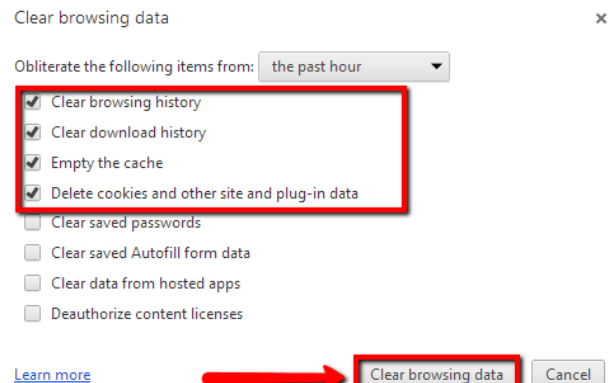 Clear browsing data
Obliterate the following items from: the past hour
Clear browsing history
Clear download history
Empty the cache
Delete cookies and other site and plug-in data
Clear saved passwords
Clear saved Autofill form data
Clear data from hosted apps
Deauthorize content licenses
Learn more Clear browsing data Cancel